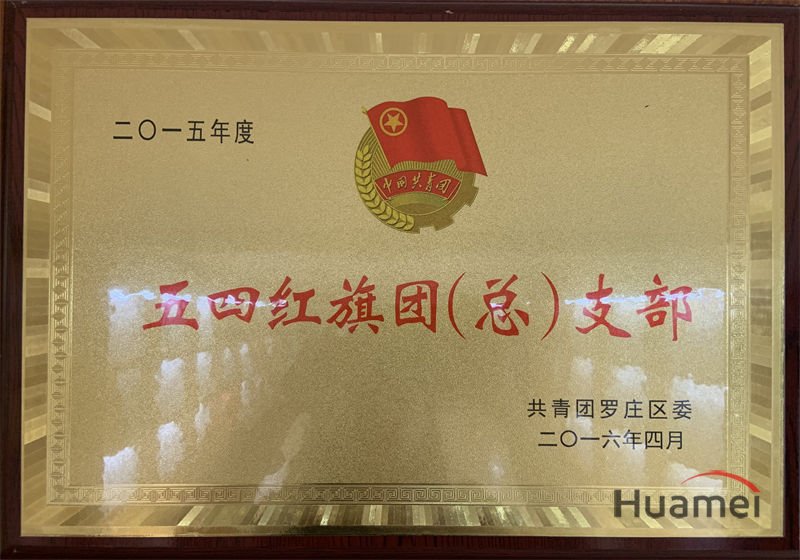 二〇一五年度
中国共青团
五四红旗团(总)支部
共青团罗庄区委
二〇一六年四月
Huamei